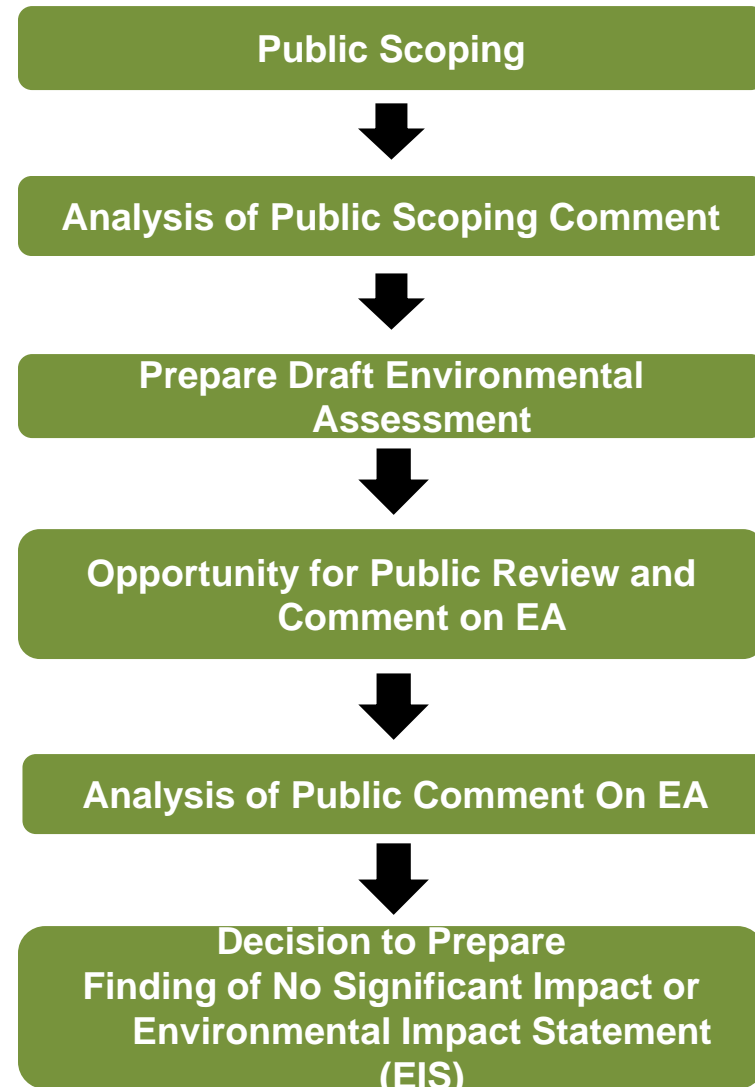 Public Scoping
Analysis of Public Scoping Comment
Prepare Draft Environmental
Assessment
Opportunity for Public Review and
Comment on EA
Analysis of Public Comment On EA
Decision to Prepare
Finding of No Significant Impact or
Environmental Impact Statement
(EIS)